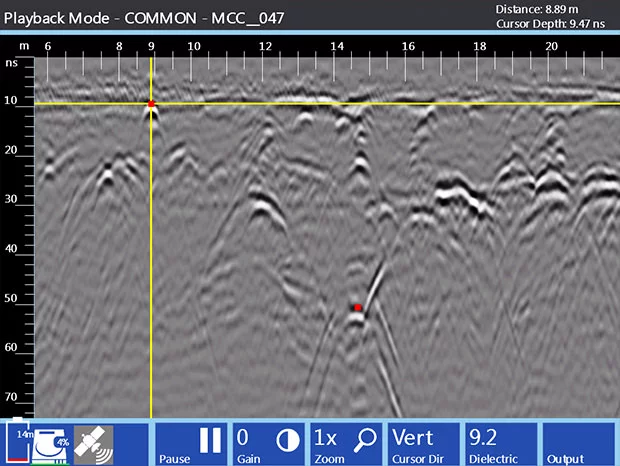 Playback Mode - COMMON - MCC__047
Distance: 8.89 m
Cursor Depth: 9.47 ns
m 6 8 9 10 12 14 15 16 18 20
ns
10
20
30
40
50
60
70
14m
4%
Pause
0
Gain
1x
Zoom
Vert
Cursor Dir
9.2
Dielectric
Output